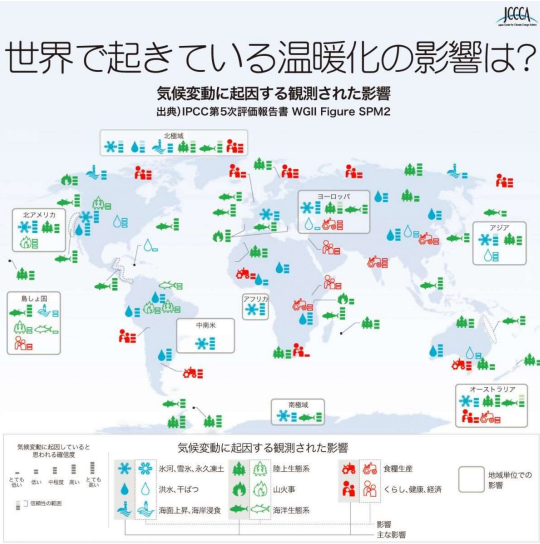 JCCCA
世界で起きている温暖化の影響は?
気候変動に起因する観測された影響
出典)IPCC第5次評価報告書 WGII Figure SPM2
北極域
北アメリカ
ヨーロッパ
アジア
島しょ国
アフリカ
中南米
オーストラリア
南極域
気候変動に起因していると
思われる確信度
とても
低い
低い
中程度
高い
とても
高い
信頼性の範囲
気候変動に起因する観測された影響
氷河、雪氷、永久凍土
陸上生態系
食糧生産
洪水、干ばつ
山火事
くらし、健康、経済
海面上昇、海岸浸食
海洋生態系
地域単位での
影響
影響
主な影響